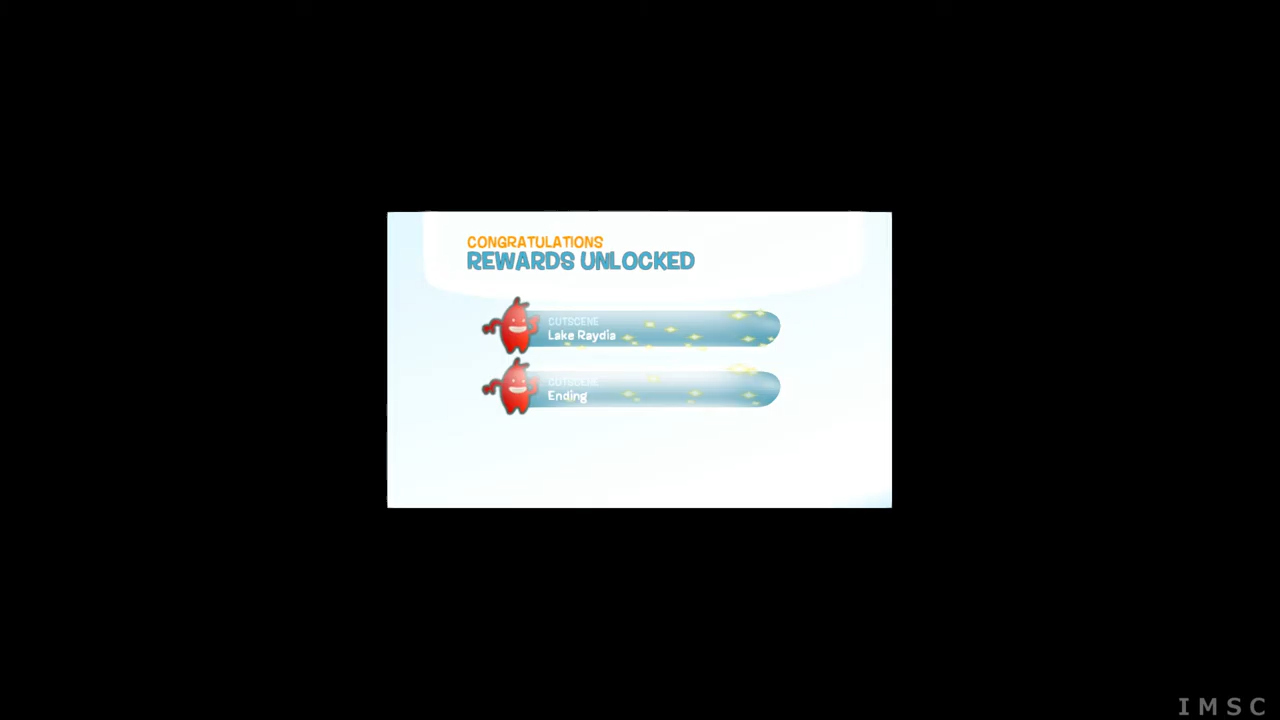 CONGRATULATIONS
REWARDS UNLOCKED
CUTSCENE
Lake Raydia
CUTSCENE
Ending
IMSC